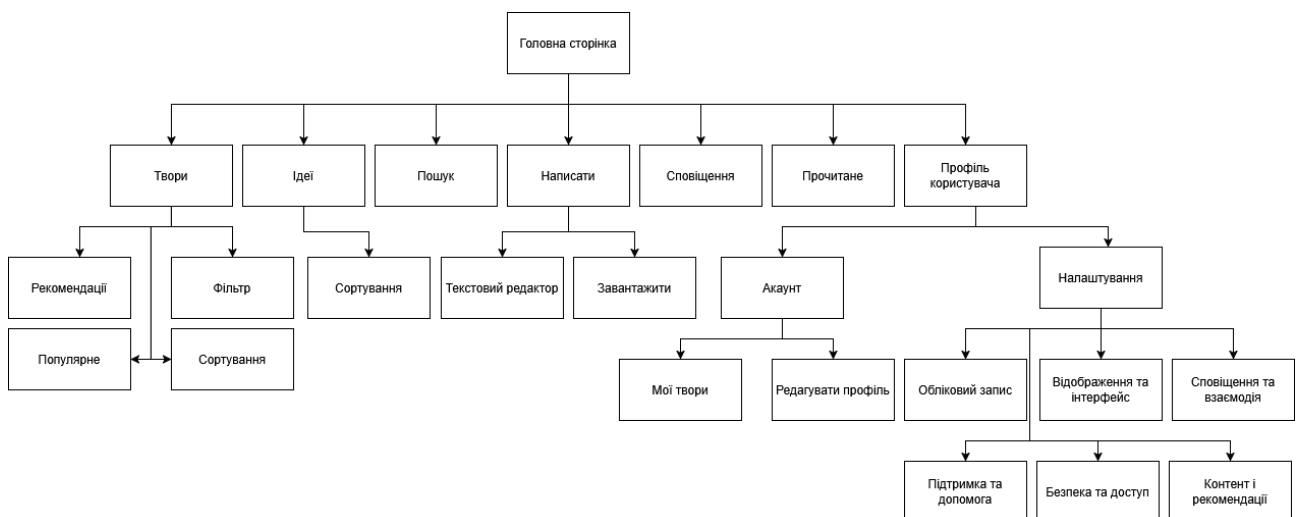 Головна сторінка
Твори
Ідеї
Пошук
Написати
Сповіщення
Прочитане
Профіль
користувача
Рекомендації
Фільтр
Сортування
Текстовий редактор
Завантажити
Акаунт
Налаштування
Популярне
Сортування
Мої твори
Редагувати профіль
Обліковий запис
Відображення та
інтерфейс
Сповіщення та
взаємодія
Підтримка та
допомога
Безпека та доступ
Контент і
рекомендації